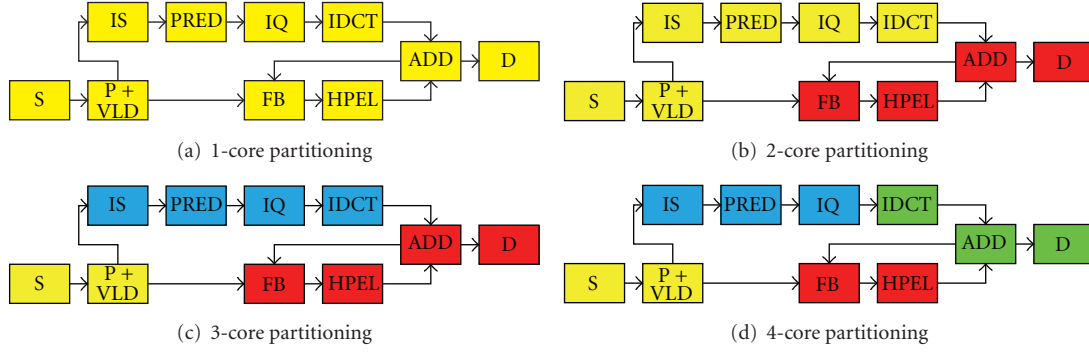 IS PRED IQ IDCT
ADD D
S P + VLD FB HPEL
(a) 1-core partitioning
IS PRED IQ IDCT
ADD D
S P + VLD FB HPEL
(b) 2-core partitioning
IS PRED IQ IDCT
ADD D
S P + VLD FB HPEL
(c) 3-core partitioning
IS PRED IQ IDCT
ADD D
S P + VLD FB HPEL
(d) 4-core partitioning